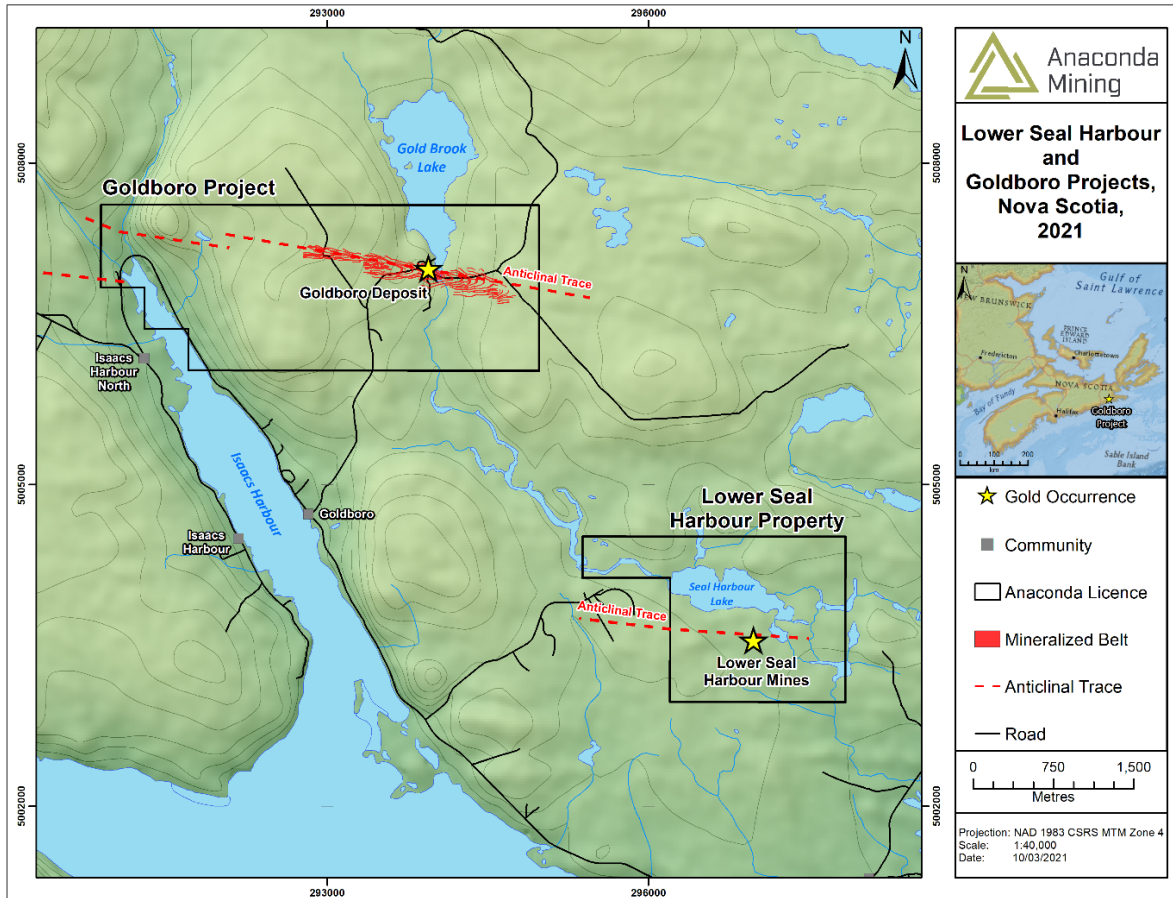 293000
296000
N
5008000
5008000
Gold Brook
Lake
Goldboro Project
Anticlinal Trace
Goldboro Deposit
Isaacs
Harbour
North
Isaacs Harbour
5005000
5005000
Goldboro
Isaacs
Harbour
Lower Seal
Harbour Property
Seal Harbour
Lake
Anticlinal Trace
Lower Seal
Harbour Mines
5002000
5002000
293000
296000
Anaconda
Mining
Lower Seal Harbour
and
Goldboro Projects,
Nova Scotia,
2021
N
Gulf of
Saint Lawrence
NEW BRUNSWICK
PRINCE
EDWARD
ISLAND
Fredericton
Charlottetown
NOVA SCOTIA
Bay of Fundy
Halifax
Goldboro
Project
Sable Island
Bank
0 100 200
km
Gold Occurrence
Community
Anaconda Licence
Mineralized Belt
Anticlinal Trace
Road
0 750 1,500
Metres
Projection: NAD 1983 CSRS MTM Zone 4
Scale: 1:40,000
Date: 10/03/2021